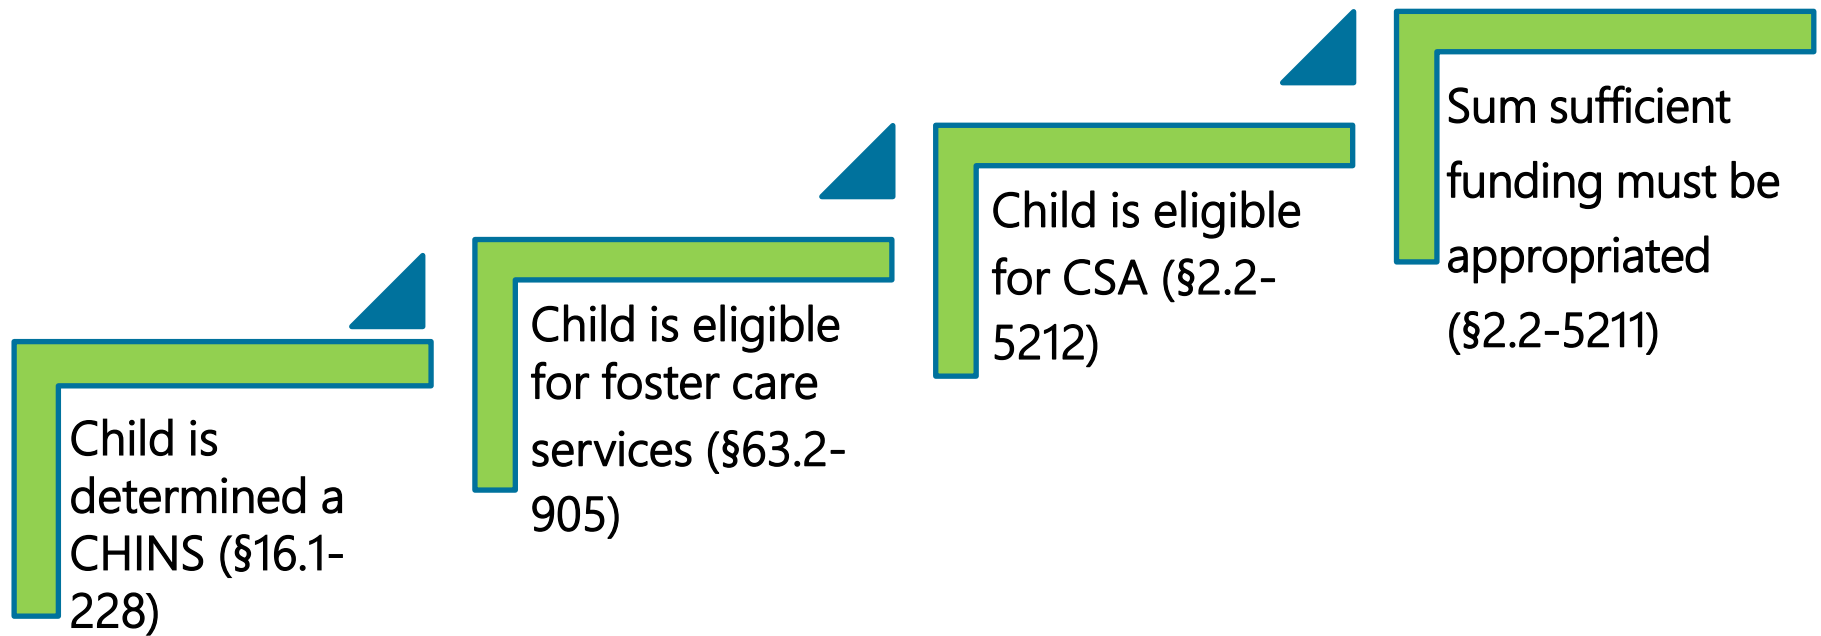 Child is
determined a
CHINS (§16.1-
228)
Child is eligible
for foster care
services (§63.2-
905)
Child is eligible
for CSA (§2.2-
5212)
Sum sufficient
funding must be
appropriated
(§2.2-5211)